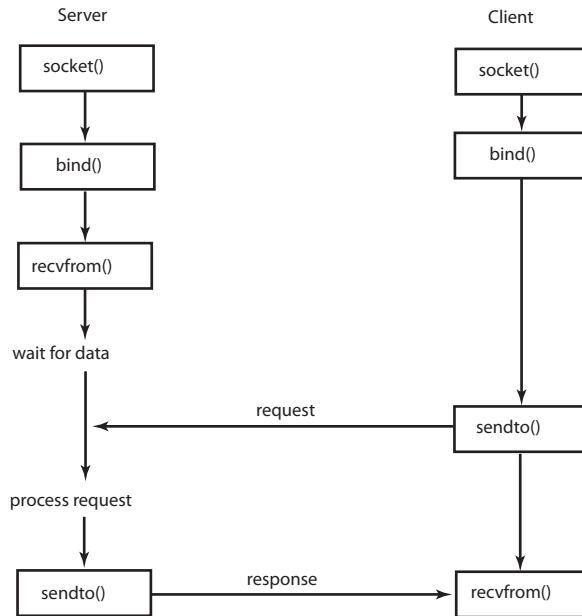 Server
Client
socket()
socket()
bind()
bind()
recvfrom()
wait for data
request
sendto()
process request
sendto()
response
recvfrom()